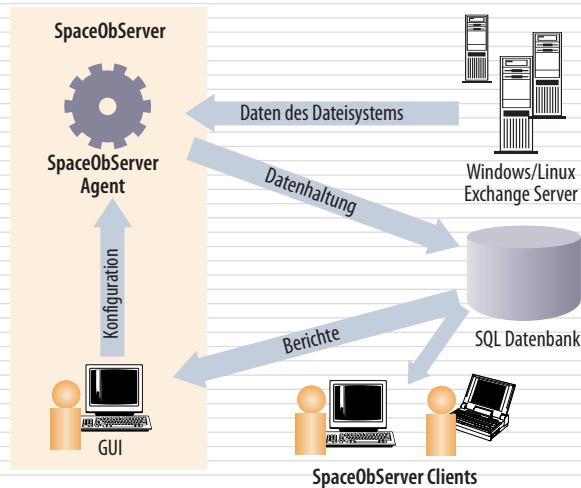 SpaceObServer
Daten des Dateisystems
SpaceObServer
Agent
Windows/Linux
Exchange Server
Datenhaltung
Konfiguration
SQL Datenbank
Berichte
GUI
SpaceObServer Clients